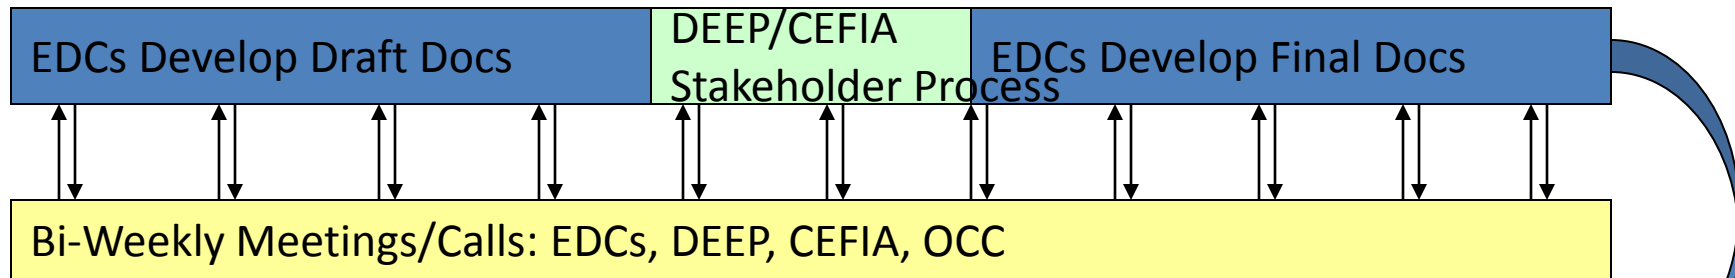 EDCs Develop Draft Docs
DEEP/CEFIA
Stakeholder Process
EDCs Develop Final Docs
Bi-Weekly Meetings/Calls: EDCs, DEEP, CEFIA, OCC